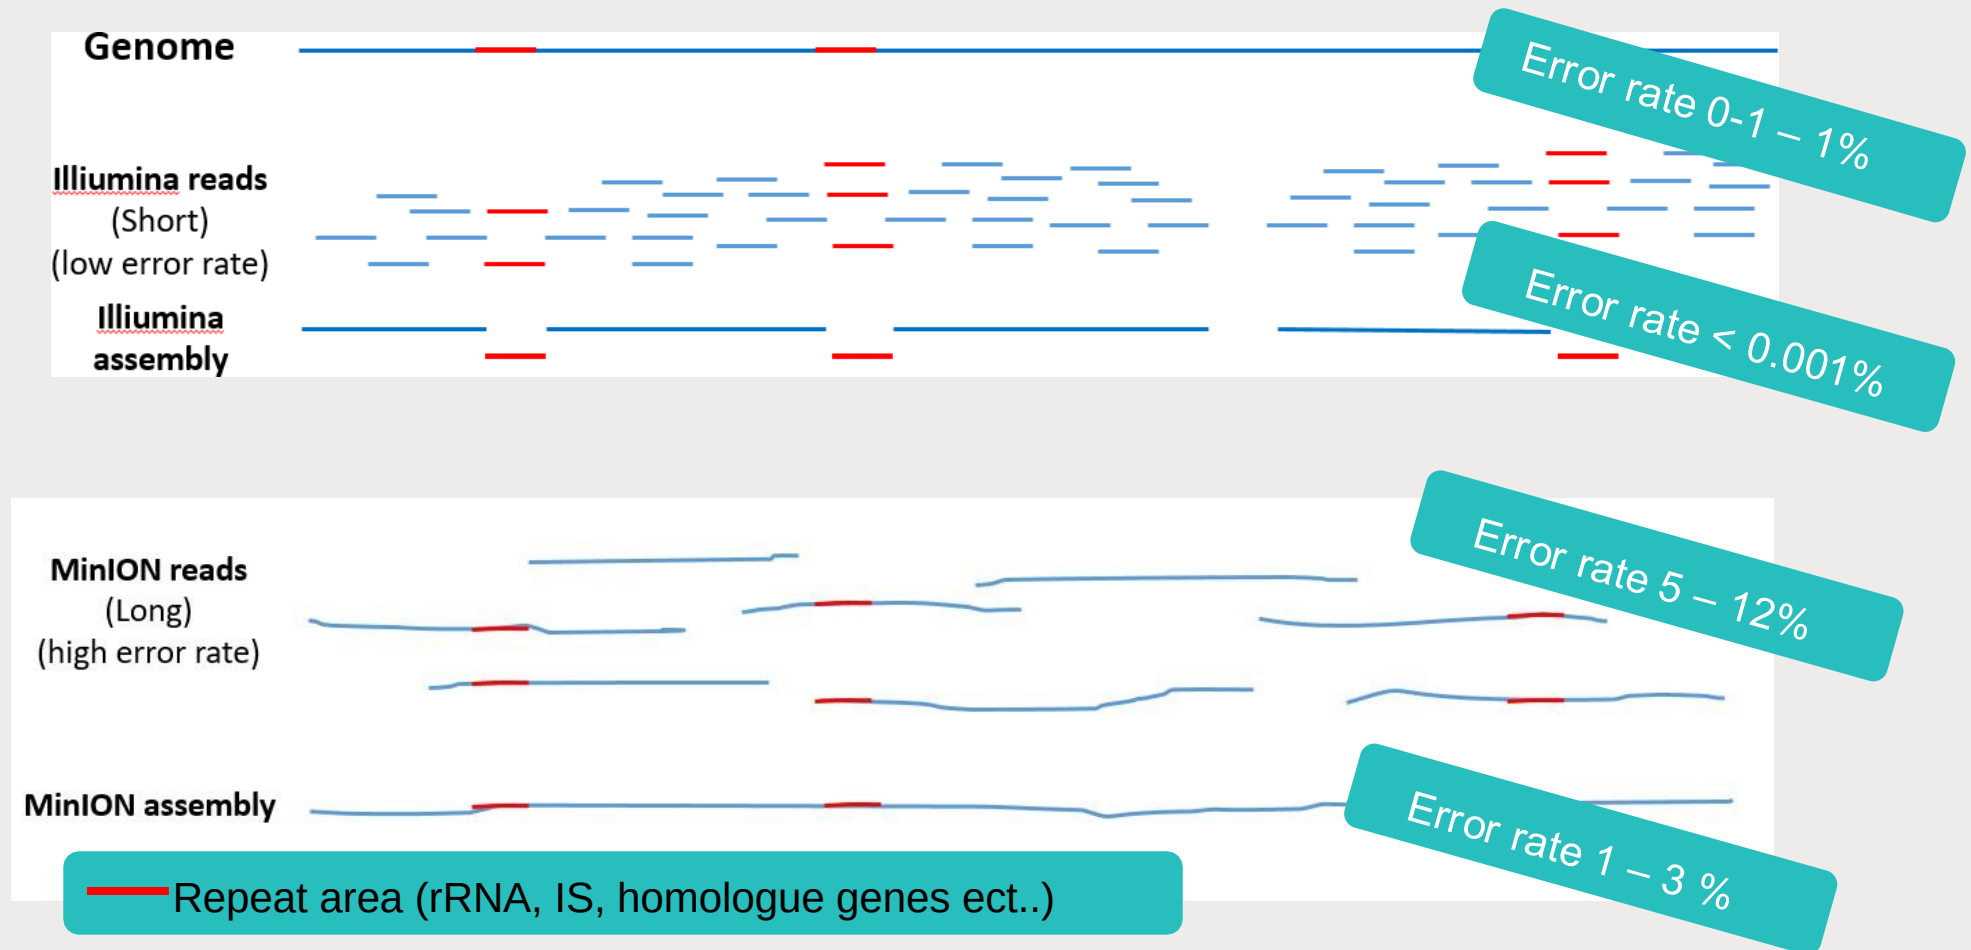 Genome
Error rate 0-1 – 1%
Illiumina reads
(Short)
(low error rate)
Illiumina
assembly
Error rate < 0.001%
MinION reads
(Long)
(high error rate)
Error rate 5 – 12%
MinION assembly
Error rate 1 – 3 %
Repeat area (rRNA, IS, homologue genes ect..)